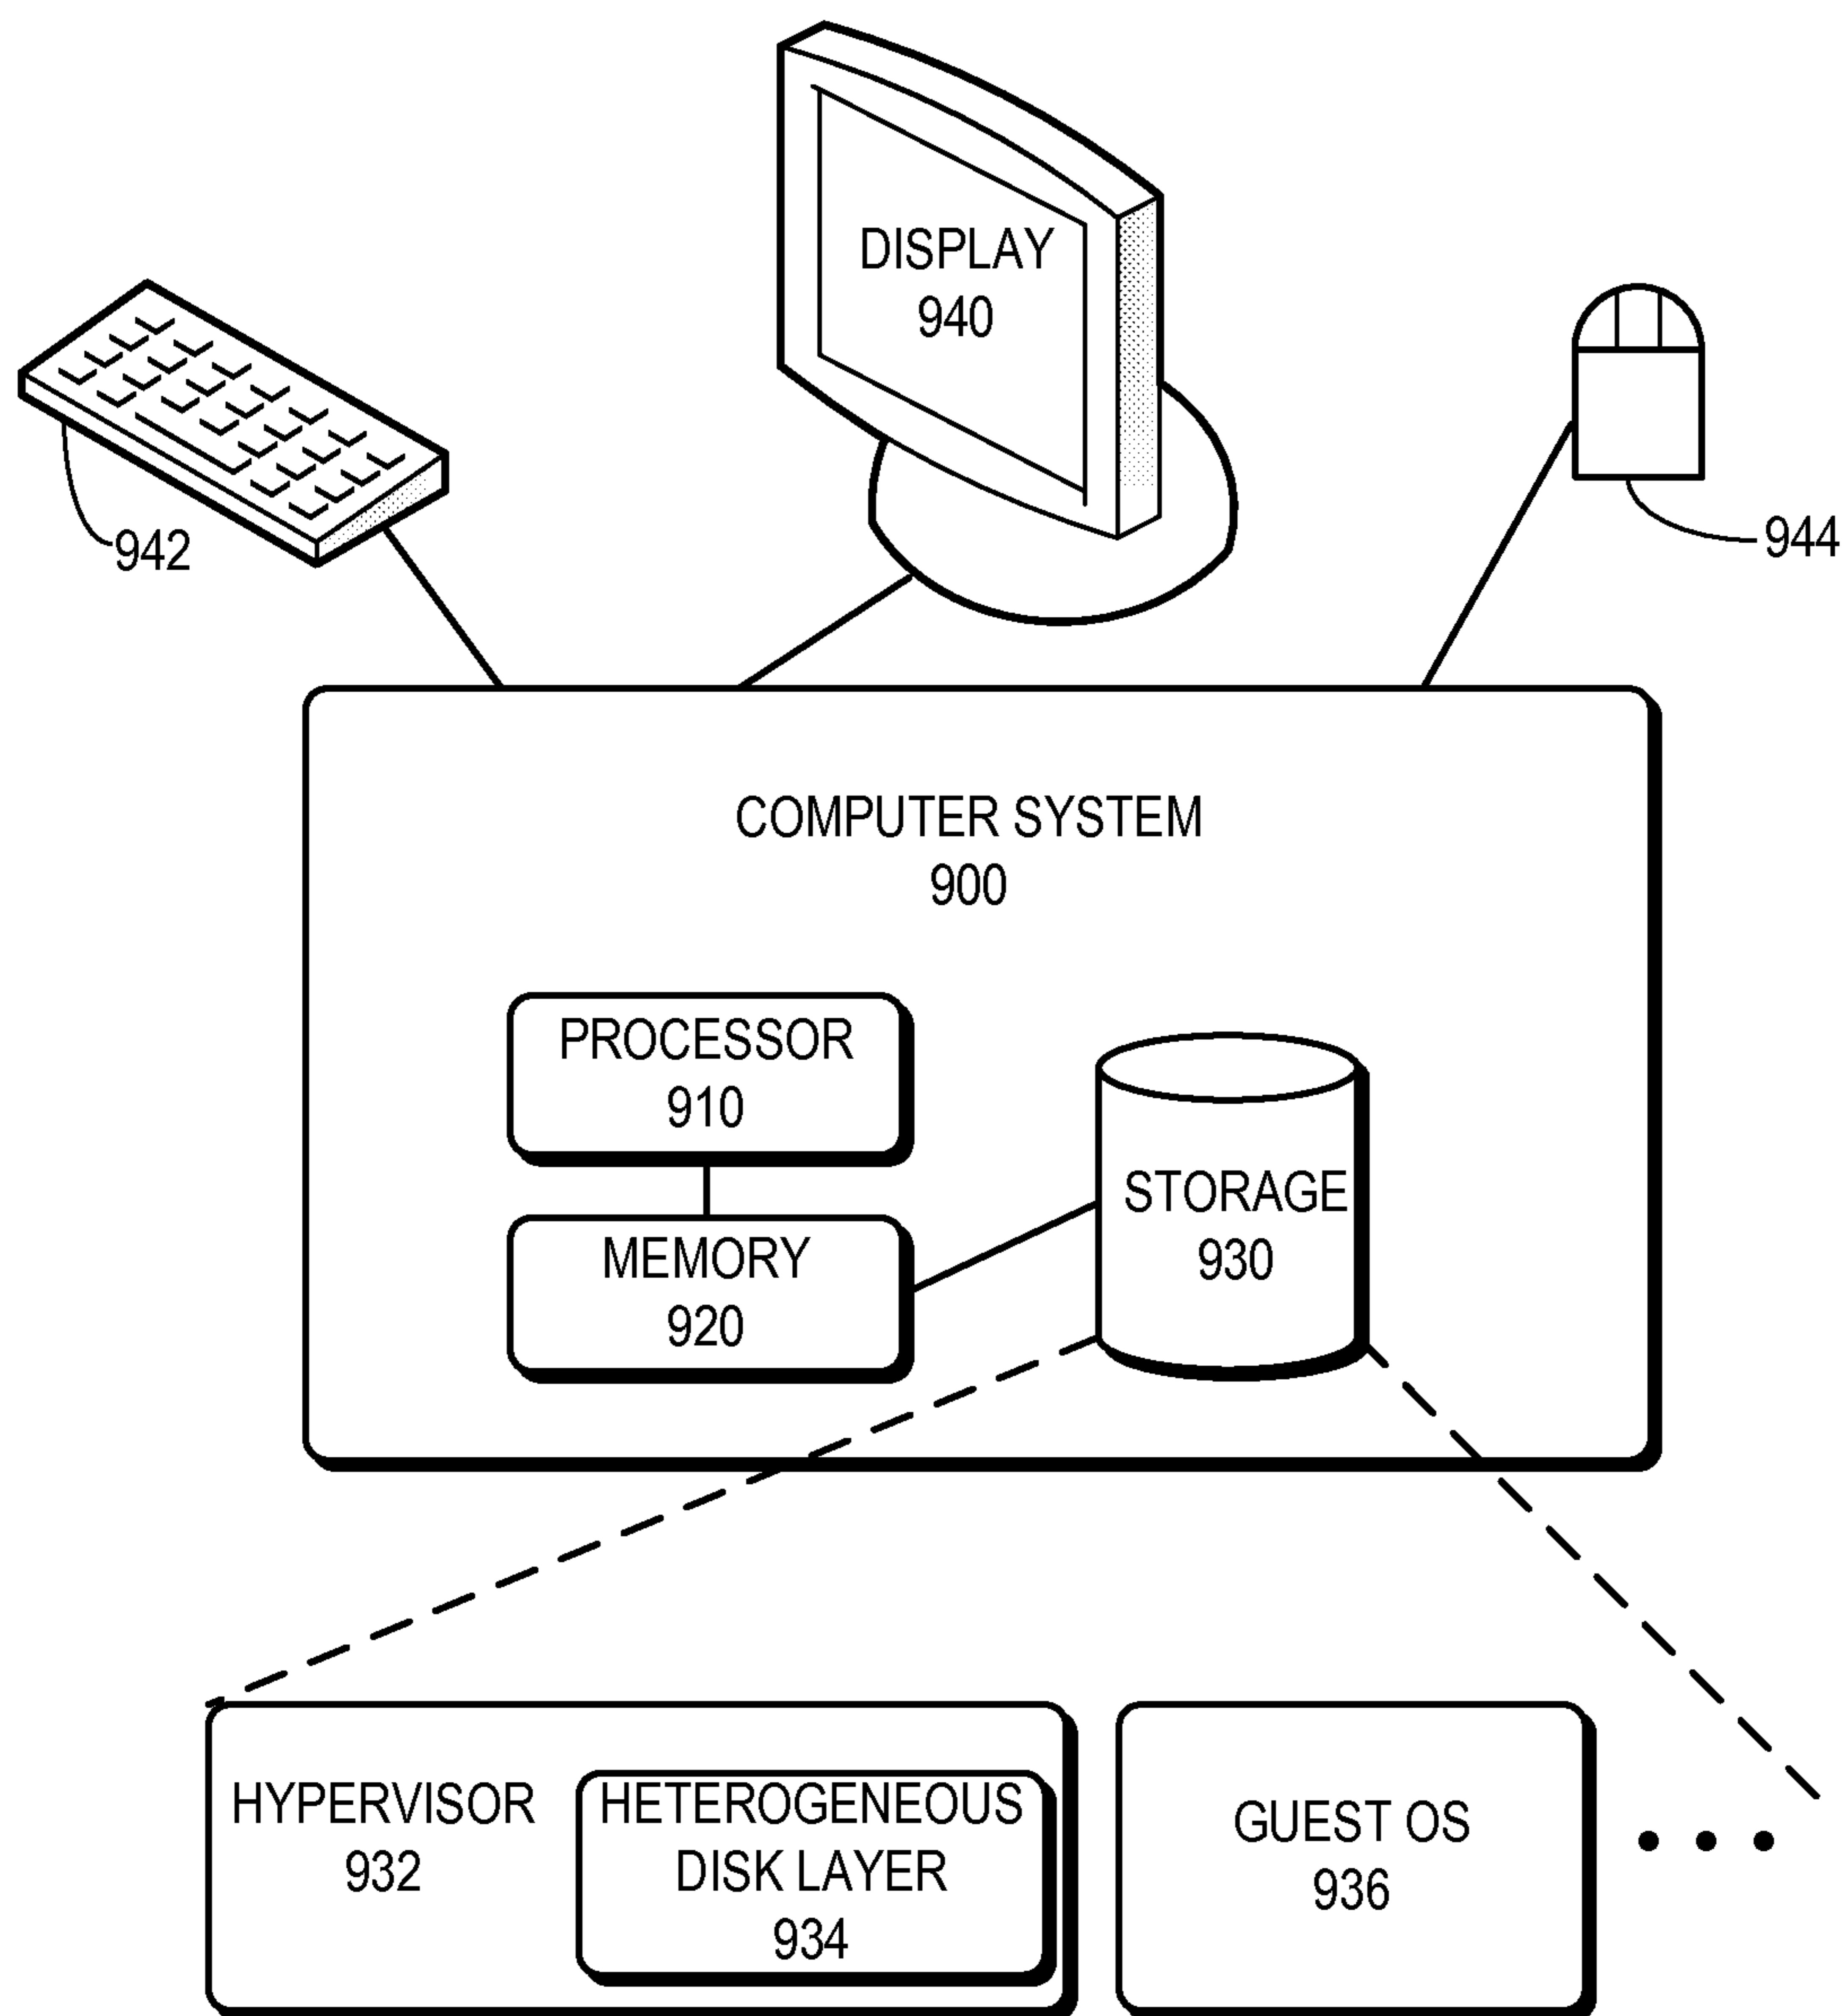 DISPLAY
940
942
944
COMPUTER SYSTEM
900
PROCESSOR
910
STORAGE
930
MEMORY
920
HYPERVISOR
932
HETEROGENEOUS
DISK LAYER
934
GUEST OS
936